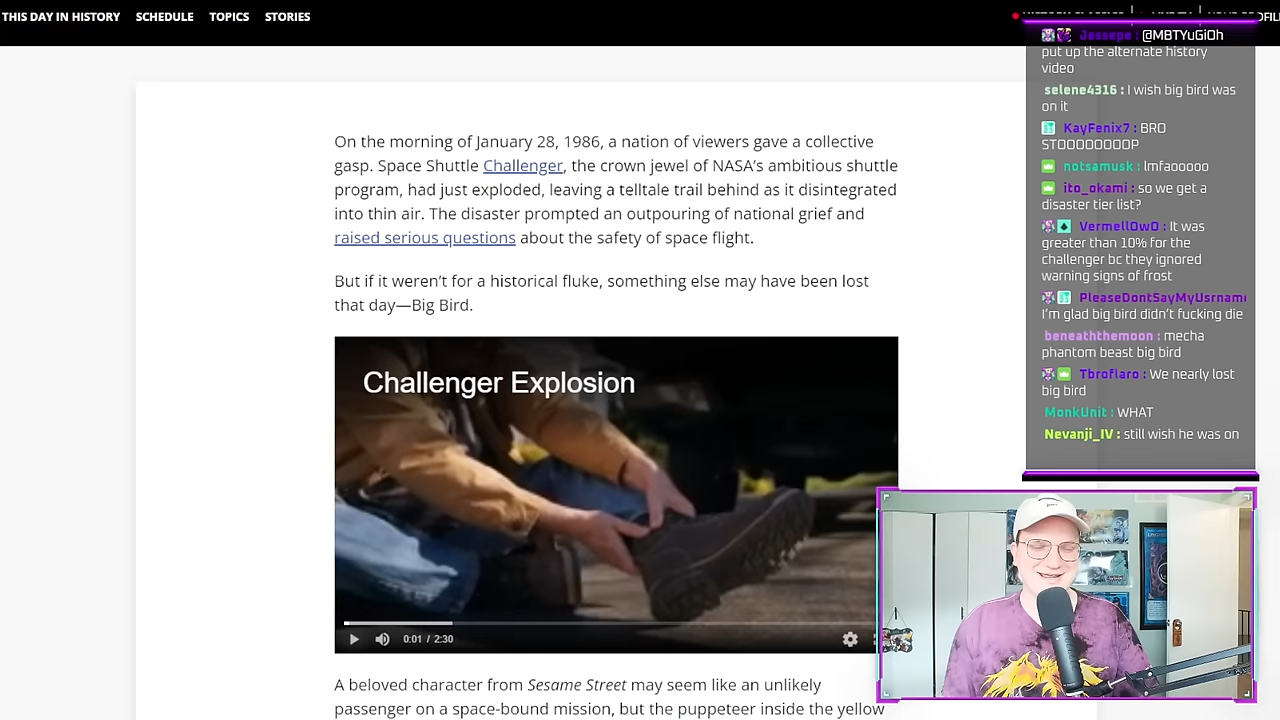 THIS DAY IN HISTORY SCHEDULE TOPICS STORIES
On the morning of January 28, 1986, a nation of viewers gave a collective
gasp. Space Shuttle Challenger, the crown jewel of NASA's ambitious shuttle
program, had just exploded, leaving a telltale trail behind as it disintegrated
into thin air. The disaster prompted an outpouring of national grief and
raised serious questions about the safety of space flight.
But if it weren't for a historical fluke, something else may have been lost
that day—Big Bird.
Challenger Explosion
0:01 / 2:30
A beloved character from Sesame Street may seem like an unlikely
passenger on a space-bound mission, but the puppeteer inside the yellow
Jessepe : @MBTYuGiOh
put up the alternate history
video
selene4316 : I wish big bird was
on it
KayFenix7 : BRO
STOOOOOOOOP
notsamusk : lmfaooooo
ito_okami : so we get a
disaster tier list?
VermellOwO : It was
greater than 10% for the
challenger bc they ignored
warning signs of frost
PleaseDontSayMyUsrname
I'm glad big bird didn't fucking die
beneaththemoon : mecha
phantom beast big bird
Tbroflaro : We nearly lost
big bird
MonkUnit : WHAT
Nevanji_IV : still wish he was on